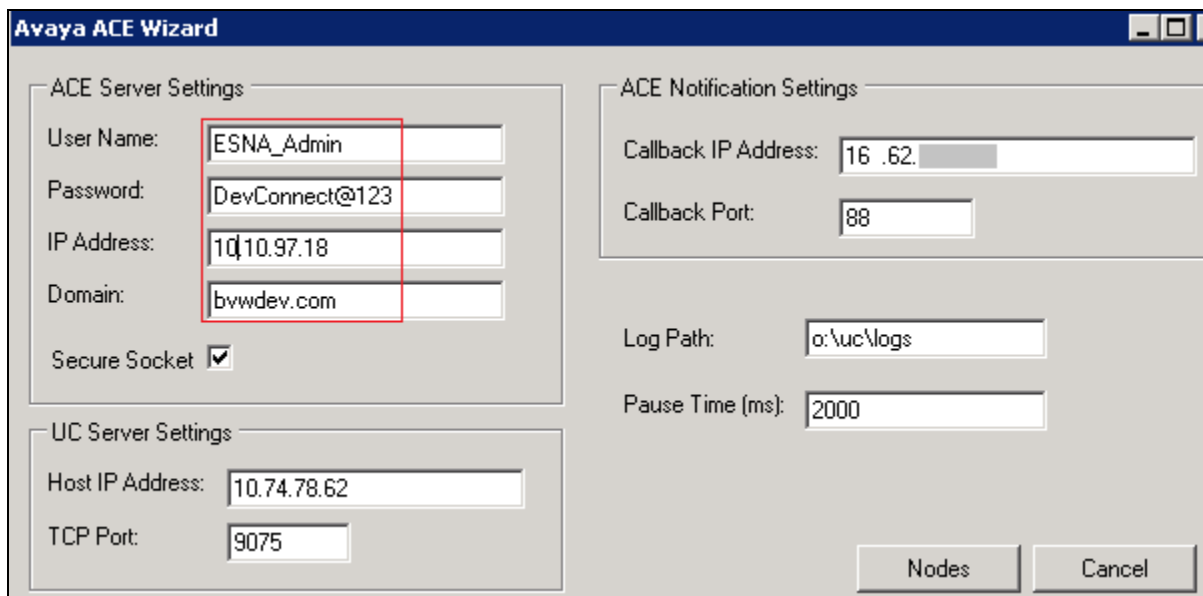 Avaya ACE Wizard
ACE Server Settings
User Name: ESNA_Admin
Password: DevConnect@123
IP Address: 10.10.97.18
Domain: bvwdev.com
Secure Socket
UC Server Settings
Host IP Address: 10.74.78.62
TCP Port: 9075
ACE Notification Settings
Callback IP Address: 16 .62.
Callback Port: 88
Log Path: o:\uc\logs
Pause Time (ms): 2000
Nodes
Cancel